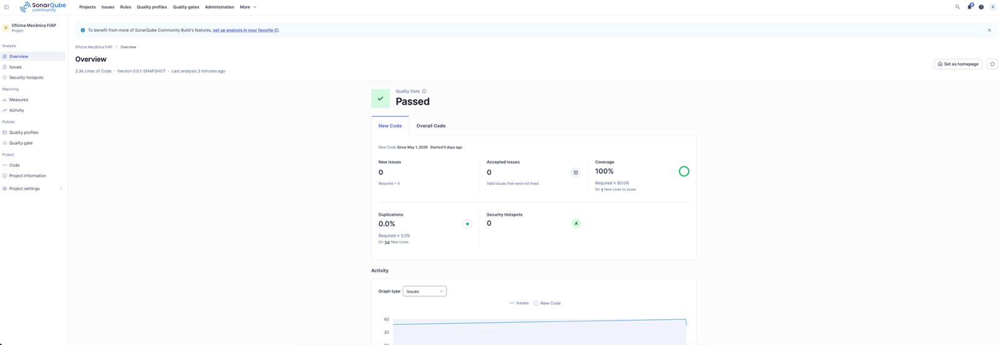 SonarQube
community
Projects Issues Rules Quality profiles Quality gates Administration More
2
A
O
Oficina Mecânica FIAP
Project
Analysis
Overview
Issues
Security hotspots
Reporting
Measures
Activity
Policies
Quality profiles
Quality gate
Project
Code
Project information
Project settings
To benefit from more of SonarQube Community Build's features, set up analysis in your favorite CI.
Oficina Mecânica FIAP / Overview
Overview
2.3k Lines of Code · Version 0.0.1-SNAPSHOT · Last analysis 3 minutes ago
Set as homepage
Quality Gate
Passed
New Code Overall Code
New Code Since May 1, 2026 Started 5 days ago
New issues
0
Required = 0
Accepted issues
0
Valid issues that were not fixed
Coverage
100%
Required ≥ 80.0%
On 1 New Lines to cover.
Duplications
0.0%
Required ≤ 3.0%
On 34 New Lines.
Security Hotspots
0
A
Activity
Graph type Issues
Issues New Code
40
30